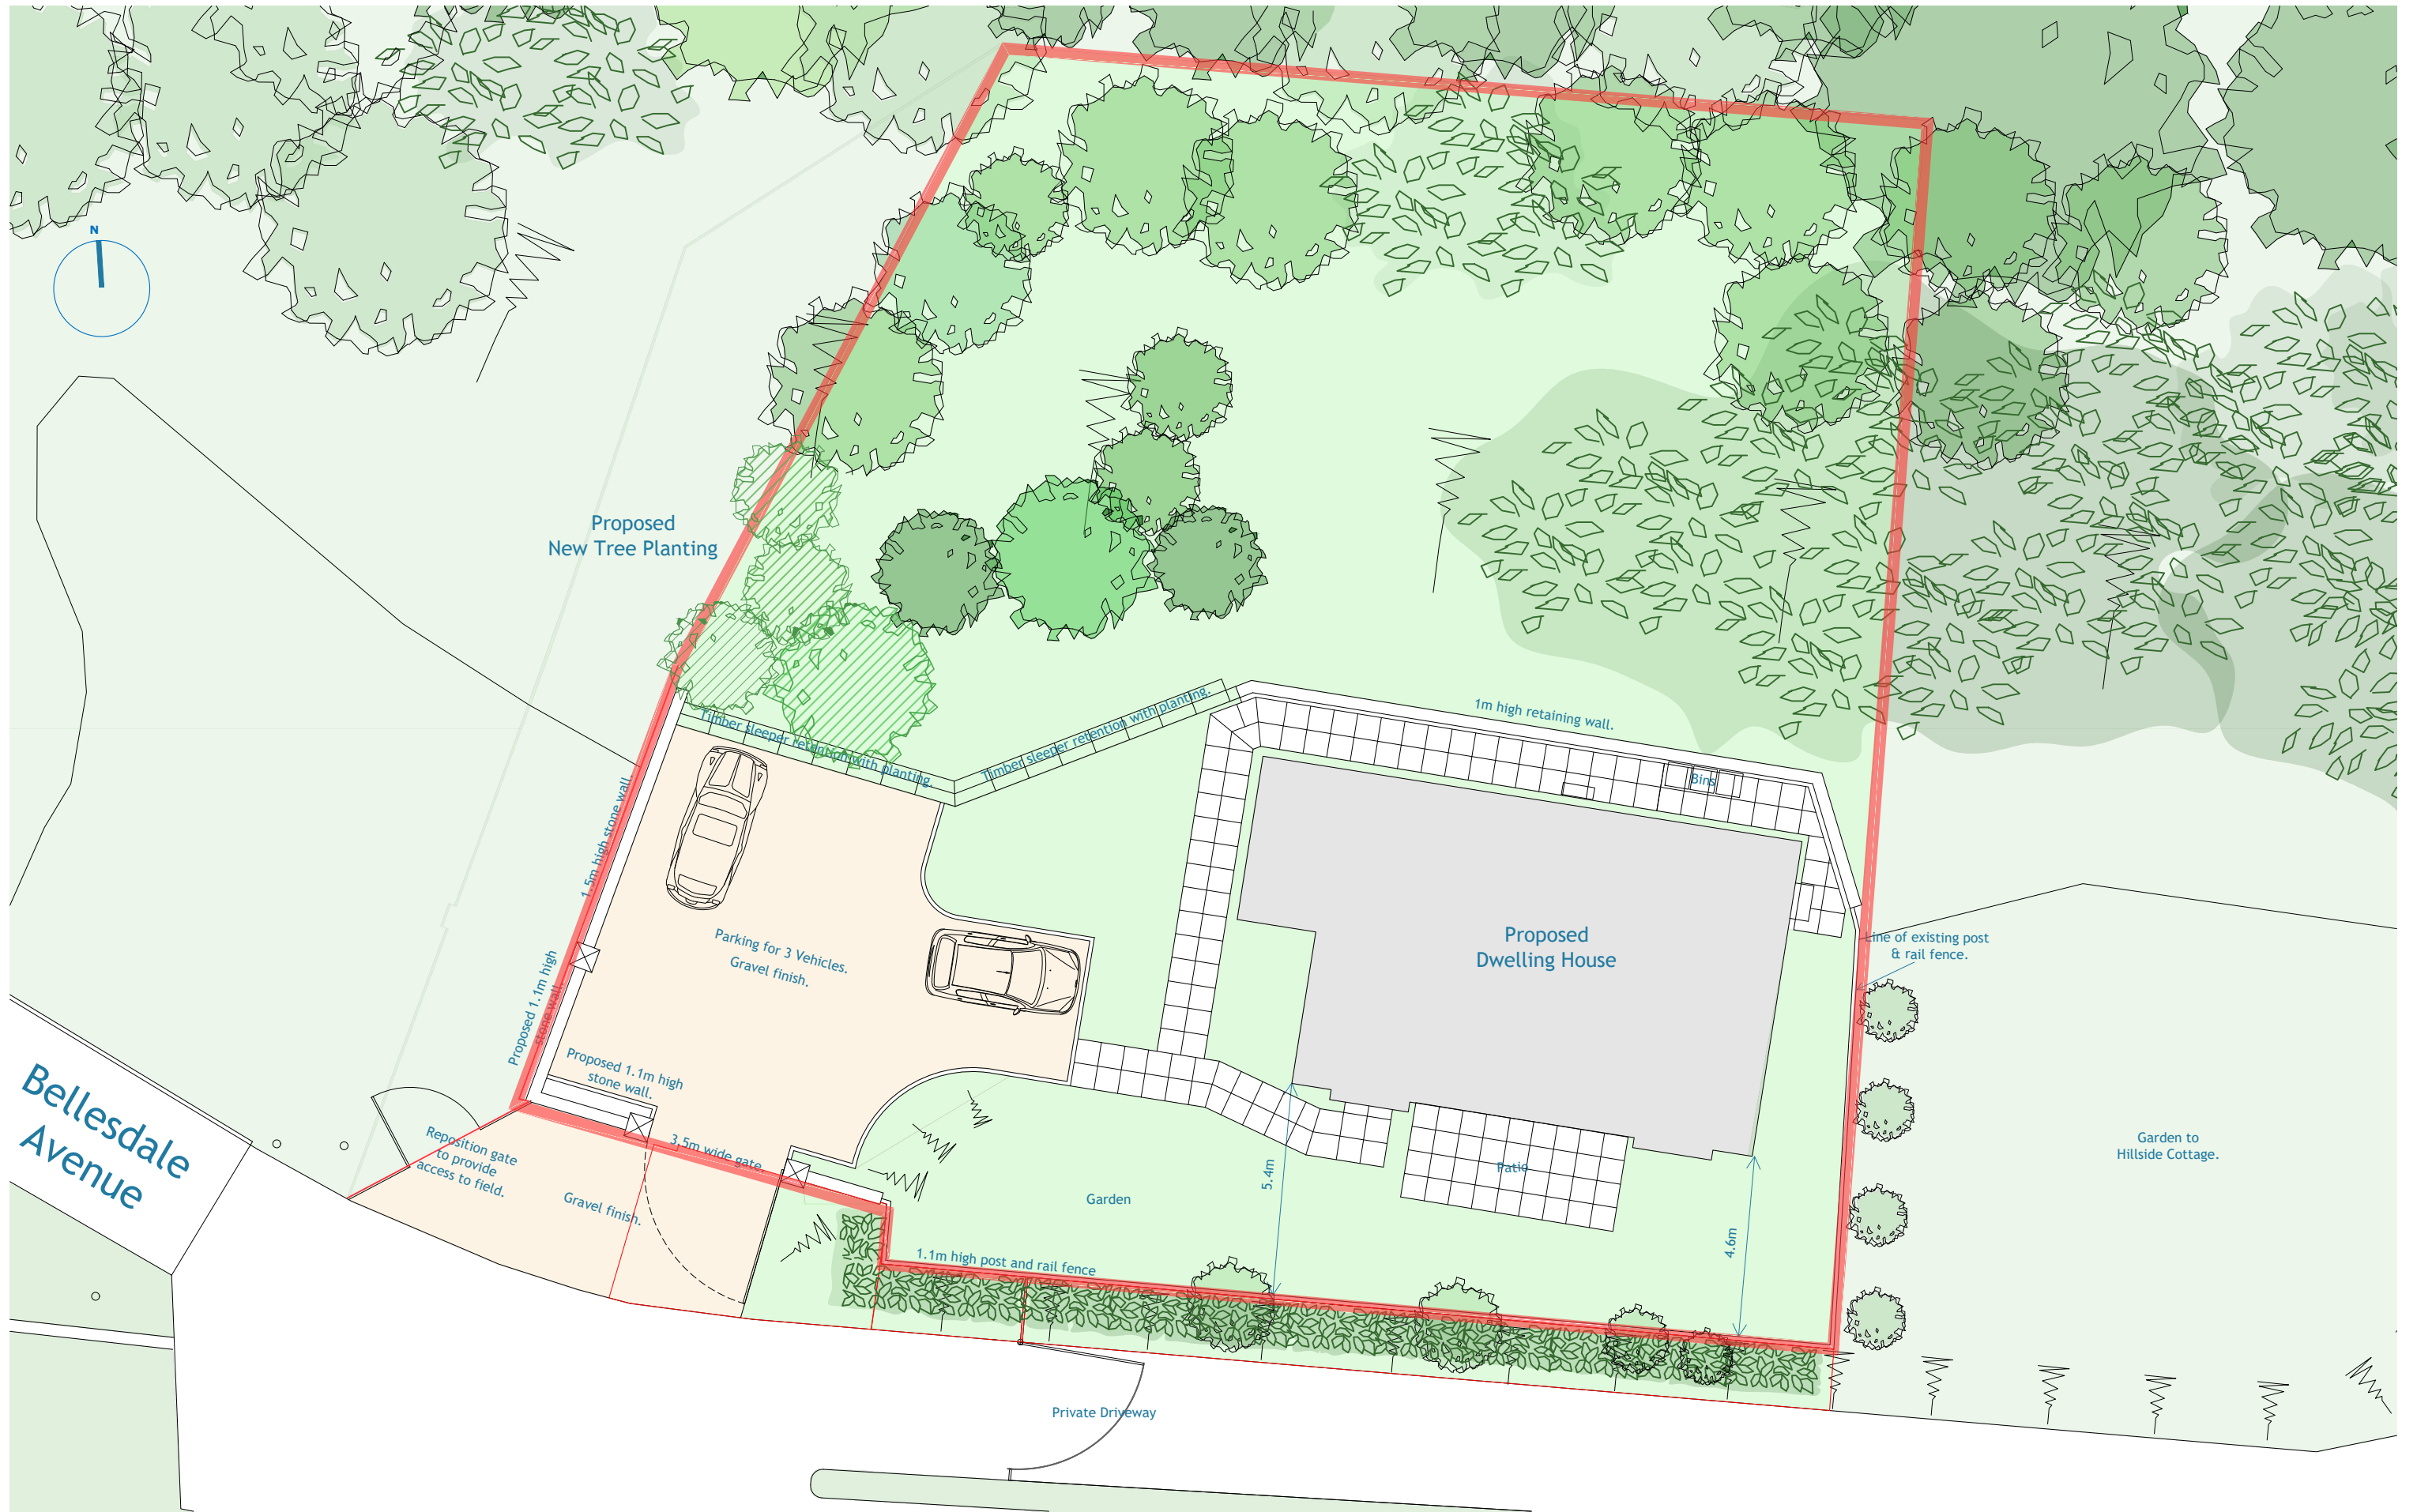 N
Proposed
New Tree Planting
Timber sleeper retention with planting.
Timber sleeper retention with planting.
1m high retaining wall.
Bins
1.5m high stone wall.
Parking for 3 Vehicles.
Gravel finish.
Proposed
Dwelling House
Line of existing post
& rail fence.
Proposed 1.1m high
stone wall.
Proposed 1.1m high
stone wall.
Bellesdale
Avenue
Reposition gate
to provide
access to field.
3.5m wide gate.
Gravel finish.
Garden
5.4m
Patio
4.6m
Garden to
Hillside Cottage.
1.1m high post and rail fence
Private Driveway